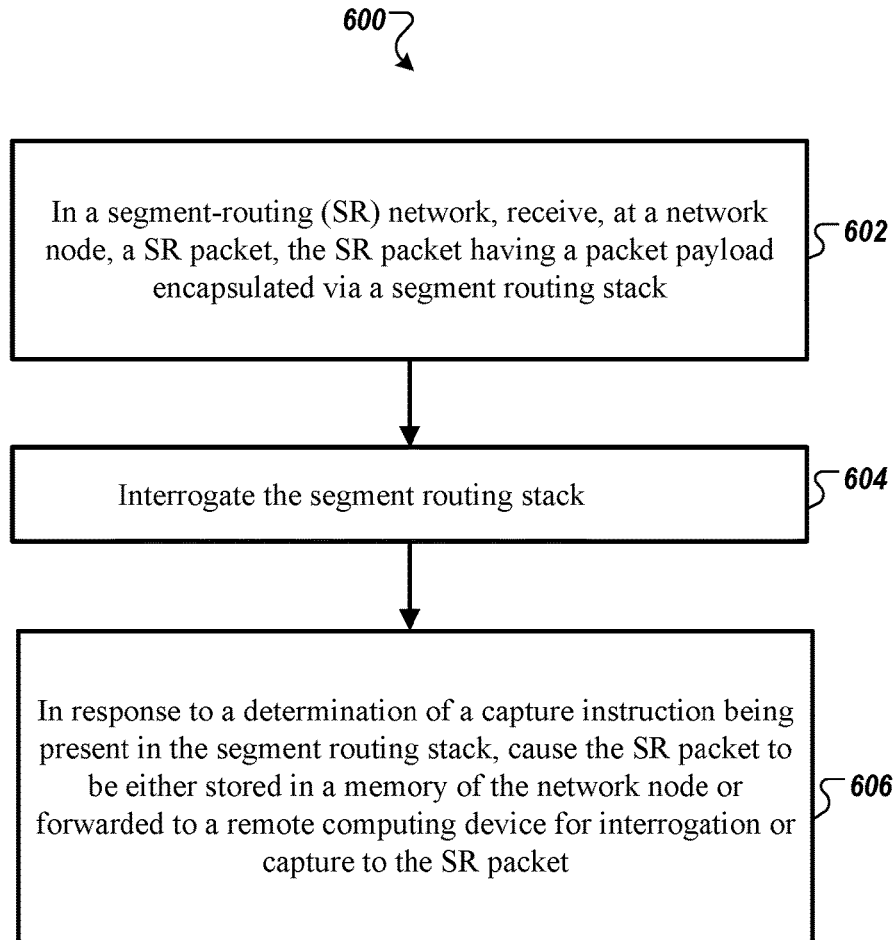 600
In a segment-routing (SR) network, receive, at a network
node, a SR packet, the SR packet having a packet payload
encapsulated via a segment routing stack
602
Interrogate the segment routing stack
604
In response to a determination of a capture instruction being
present in the segment routing stack, cause the SR packet to
be either stored in a memory of the network node or
forwarded to a remote computing device for interrogation or
capture to the SR packet
606